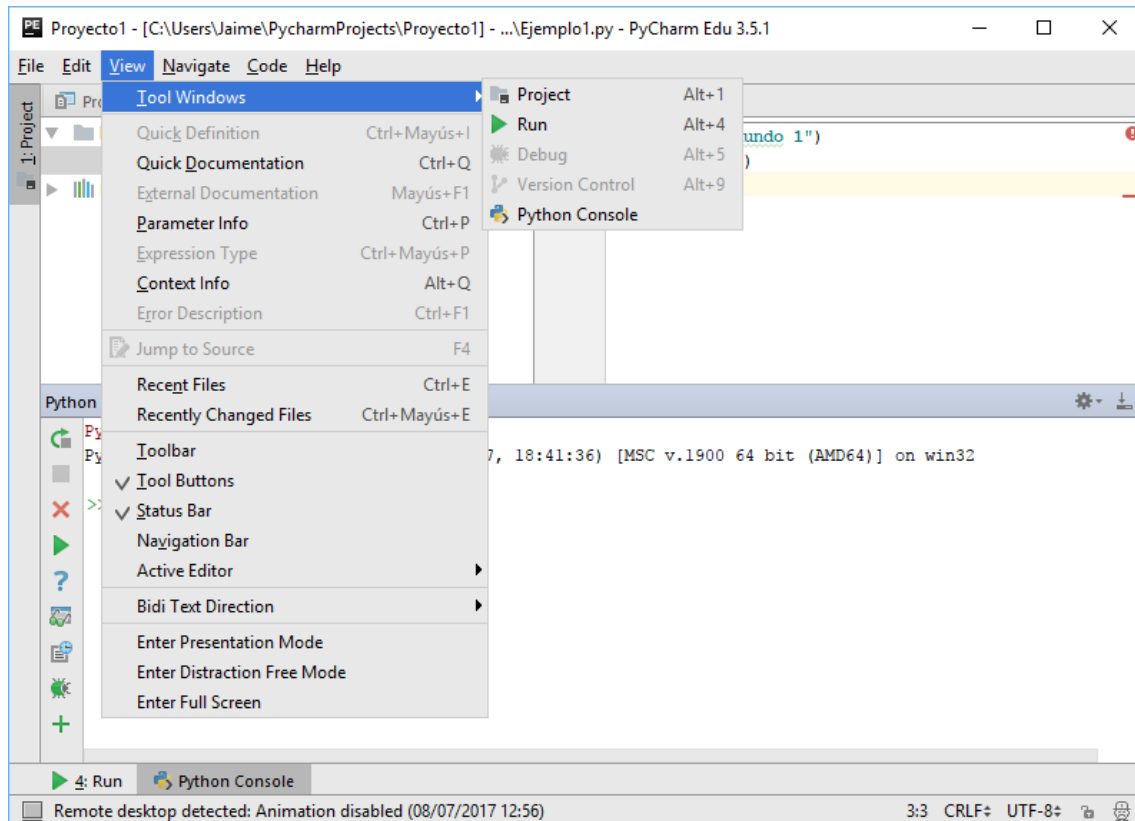 PE Proyecto1 - [C:\Users\Jaime\PycharmProjects\Proyecto1] - ...\Ejemplo1.py - PyCharm Edu 3.5.1
File Edit View Navigate Code Help
1: Project
Tool Windows
Quick Definition Ctrl+Mayús+I
Quick Documentation Ctrl+Q
External Documentation Mayús+F1
Parameter Info Ctrl+P
Expression Type Ctrl+Mayús+P
Context Info Alt+Q
Error Description Ctrl+F1
Jump to Source F4
Recent Files Ctrl+E
Recently Changed Files Ctrl+Mayús+E
Toolbar
Tool Buttons
Status Bar
Navigation Bar
Active Editor
Bidi Text Direction
Enter Presentation Mode
Enter Distraction Free Mode
Enter Full Screen
Project Alt+1
Run Alt+4
Debug Alt+5
Version Control Alt+9
Python Console
undo 1")
)
Python
Py
Py 7, 18:41:36) [MSC v.1900 64 bit (AMD64)] on win32
>>
4: Run Python Console
Remote desktop detected: Animation disabled (08/07/2017 12:56) 3:3 CRLF UTF-8